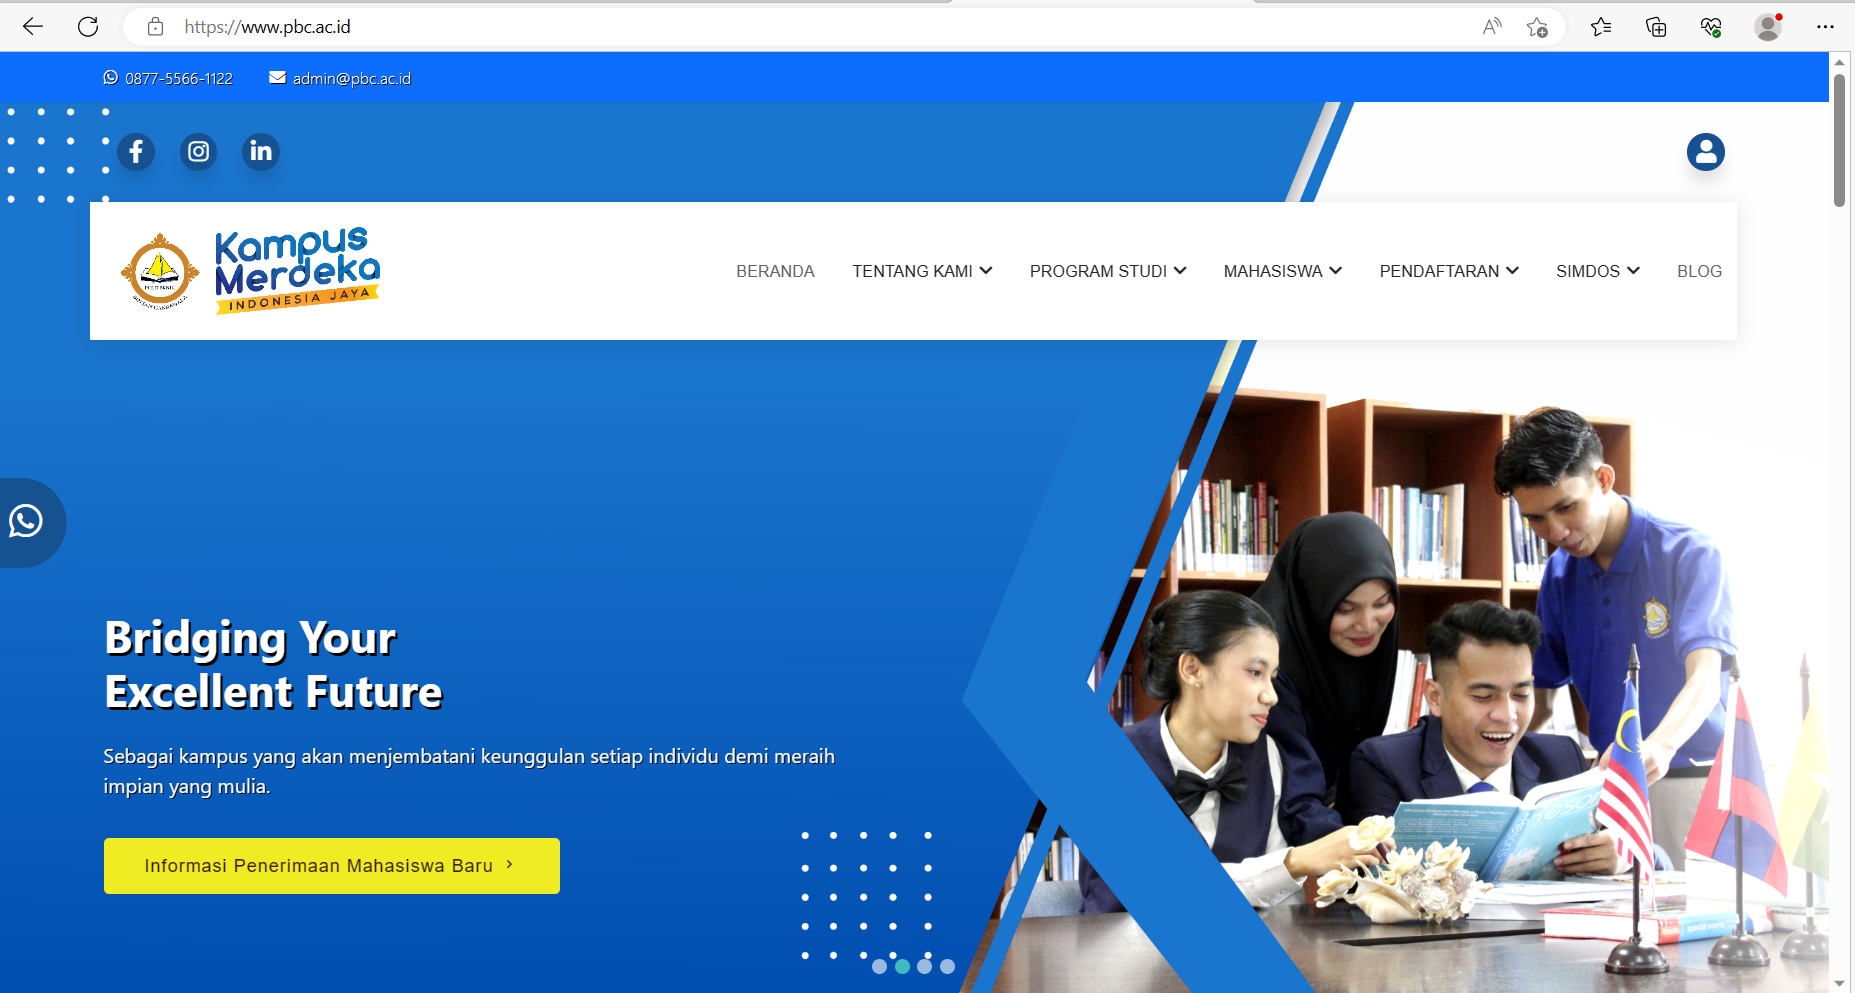 https://www.pbc.ac.id
0877-5566-1122 admin@pbc.ac.id
Kampus
Merdeka
INDONESIA JAYA
BERANDA TENTANG KAMI PROGRAM STUDI MAHASISWA PENDAFTARAN SIMDOS BLOG
Bridging Your
Excellent Future
Sebagai kampus yang akan menjembatani keunggulan setiap individu demi meraih
impian yang mulia.
Informasi Penerimaan Mahasiswa Baru